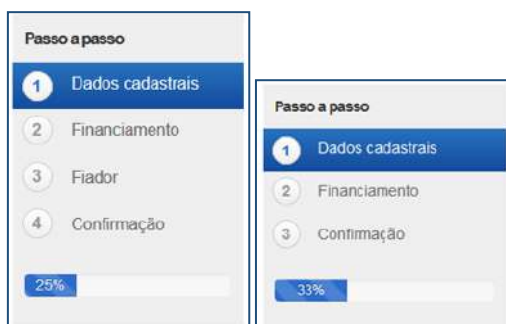 Passo a passo
1 Dados cadastrais
2 Financiamento
3 Fiador
4 Confirmação
25%
Passo a passo
1 Dados cadastrais
2 Financiamento
3 Confirmação
33%